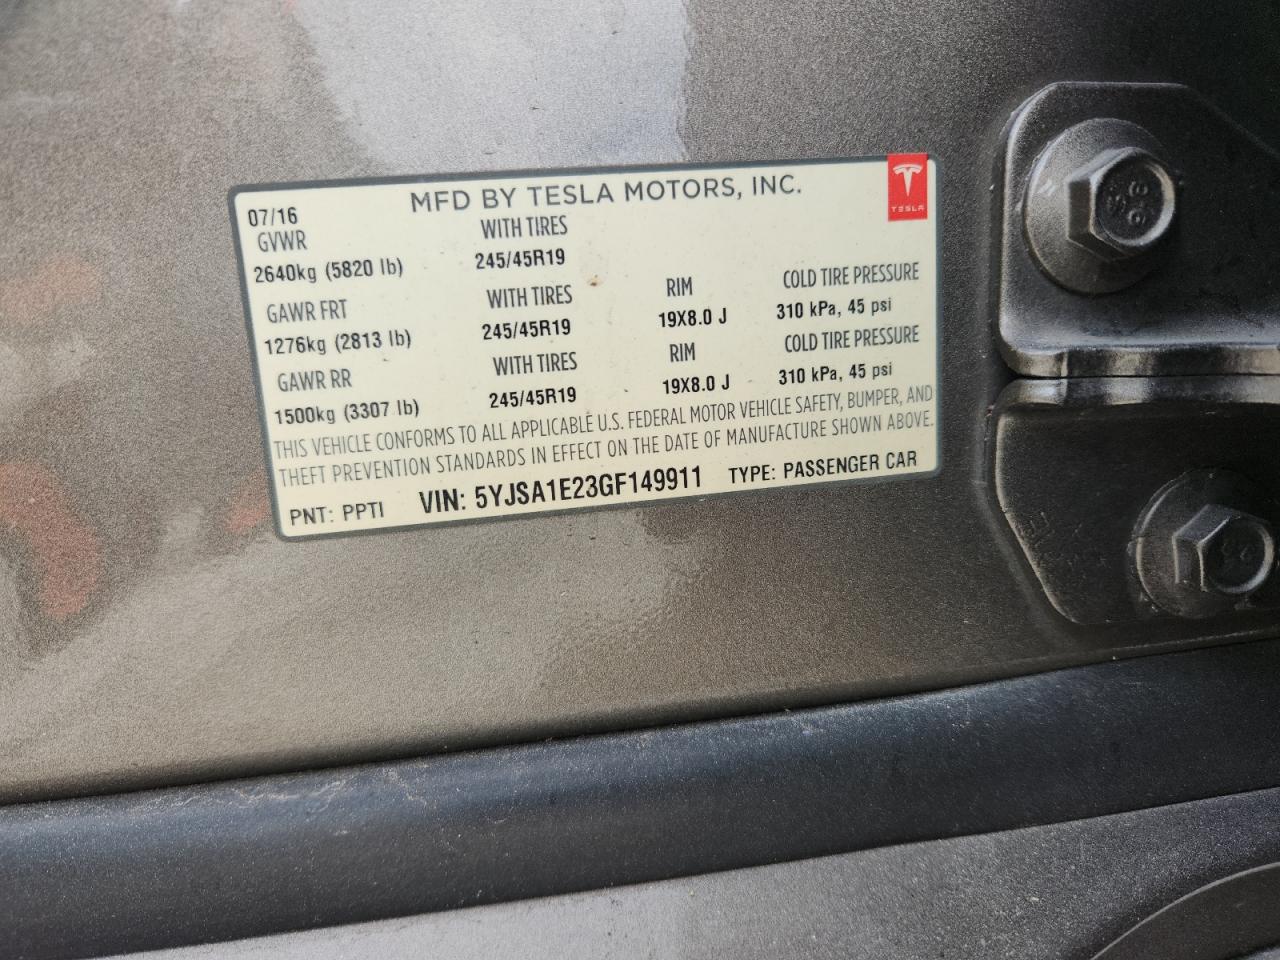 MFD BY TESLA MOTORS, INC.
TESLA
07/16
GVWR WITH TIRES
2640kg (5820 lb) 245/45R19
GAWR FRT WITH TIRES RIM COLD TIRE PRESSURE
1276kg (2813 lb) 245/45R19 19X8.0 J 310 kPa, 45 psi
GAWR RR WITH TIRES RIM COLD TIRE PRESSURE
1500kg (3307 lb) 245/45R19 19X8.0 J 310 kPa, 45 psi
THIS VEHICLE CONFORMS TO ALL APPLICABLE U.S. FEDERAL MOTOR VEHICLE SAFETY, BUMPER, AND
THEFT PREVENTION STANDARDS IN EFFECT ON THE DATE OF MANUFACTURE SHOWN ABOVE.
PNT: PPTI VIN: 5YJSA1E23GF149911 TYPE: PASSENGER CAR